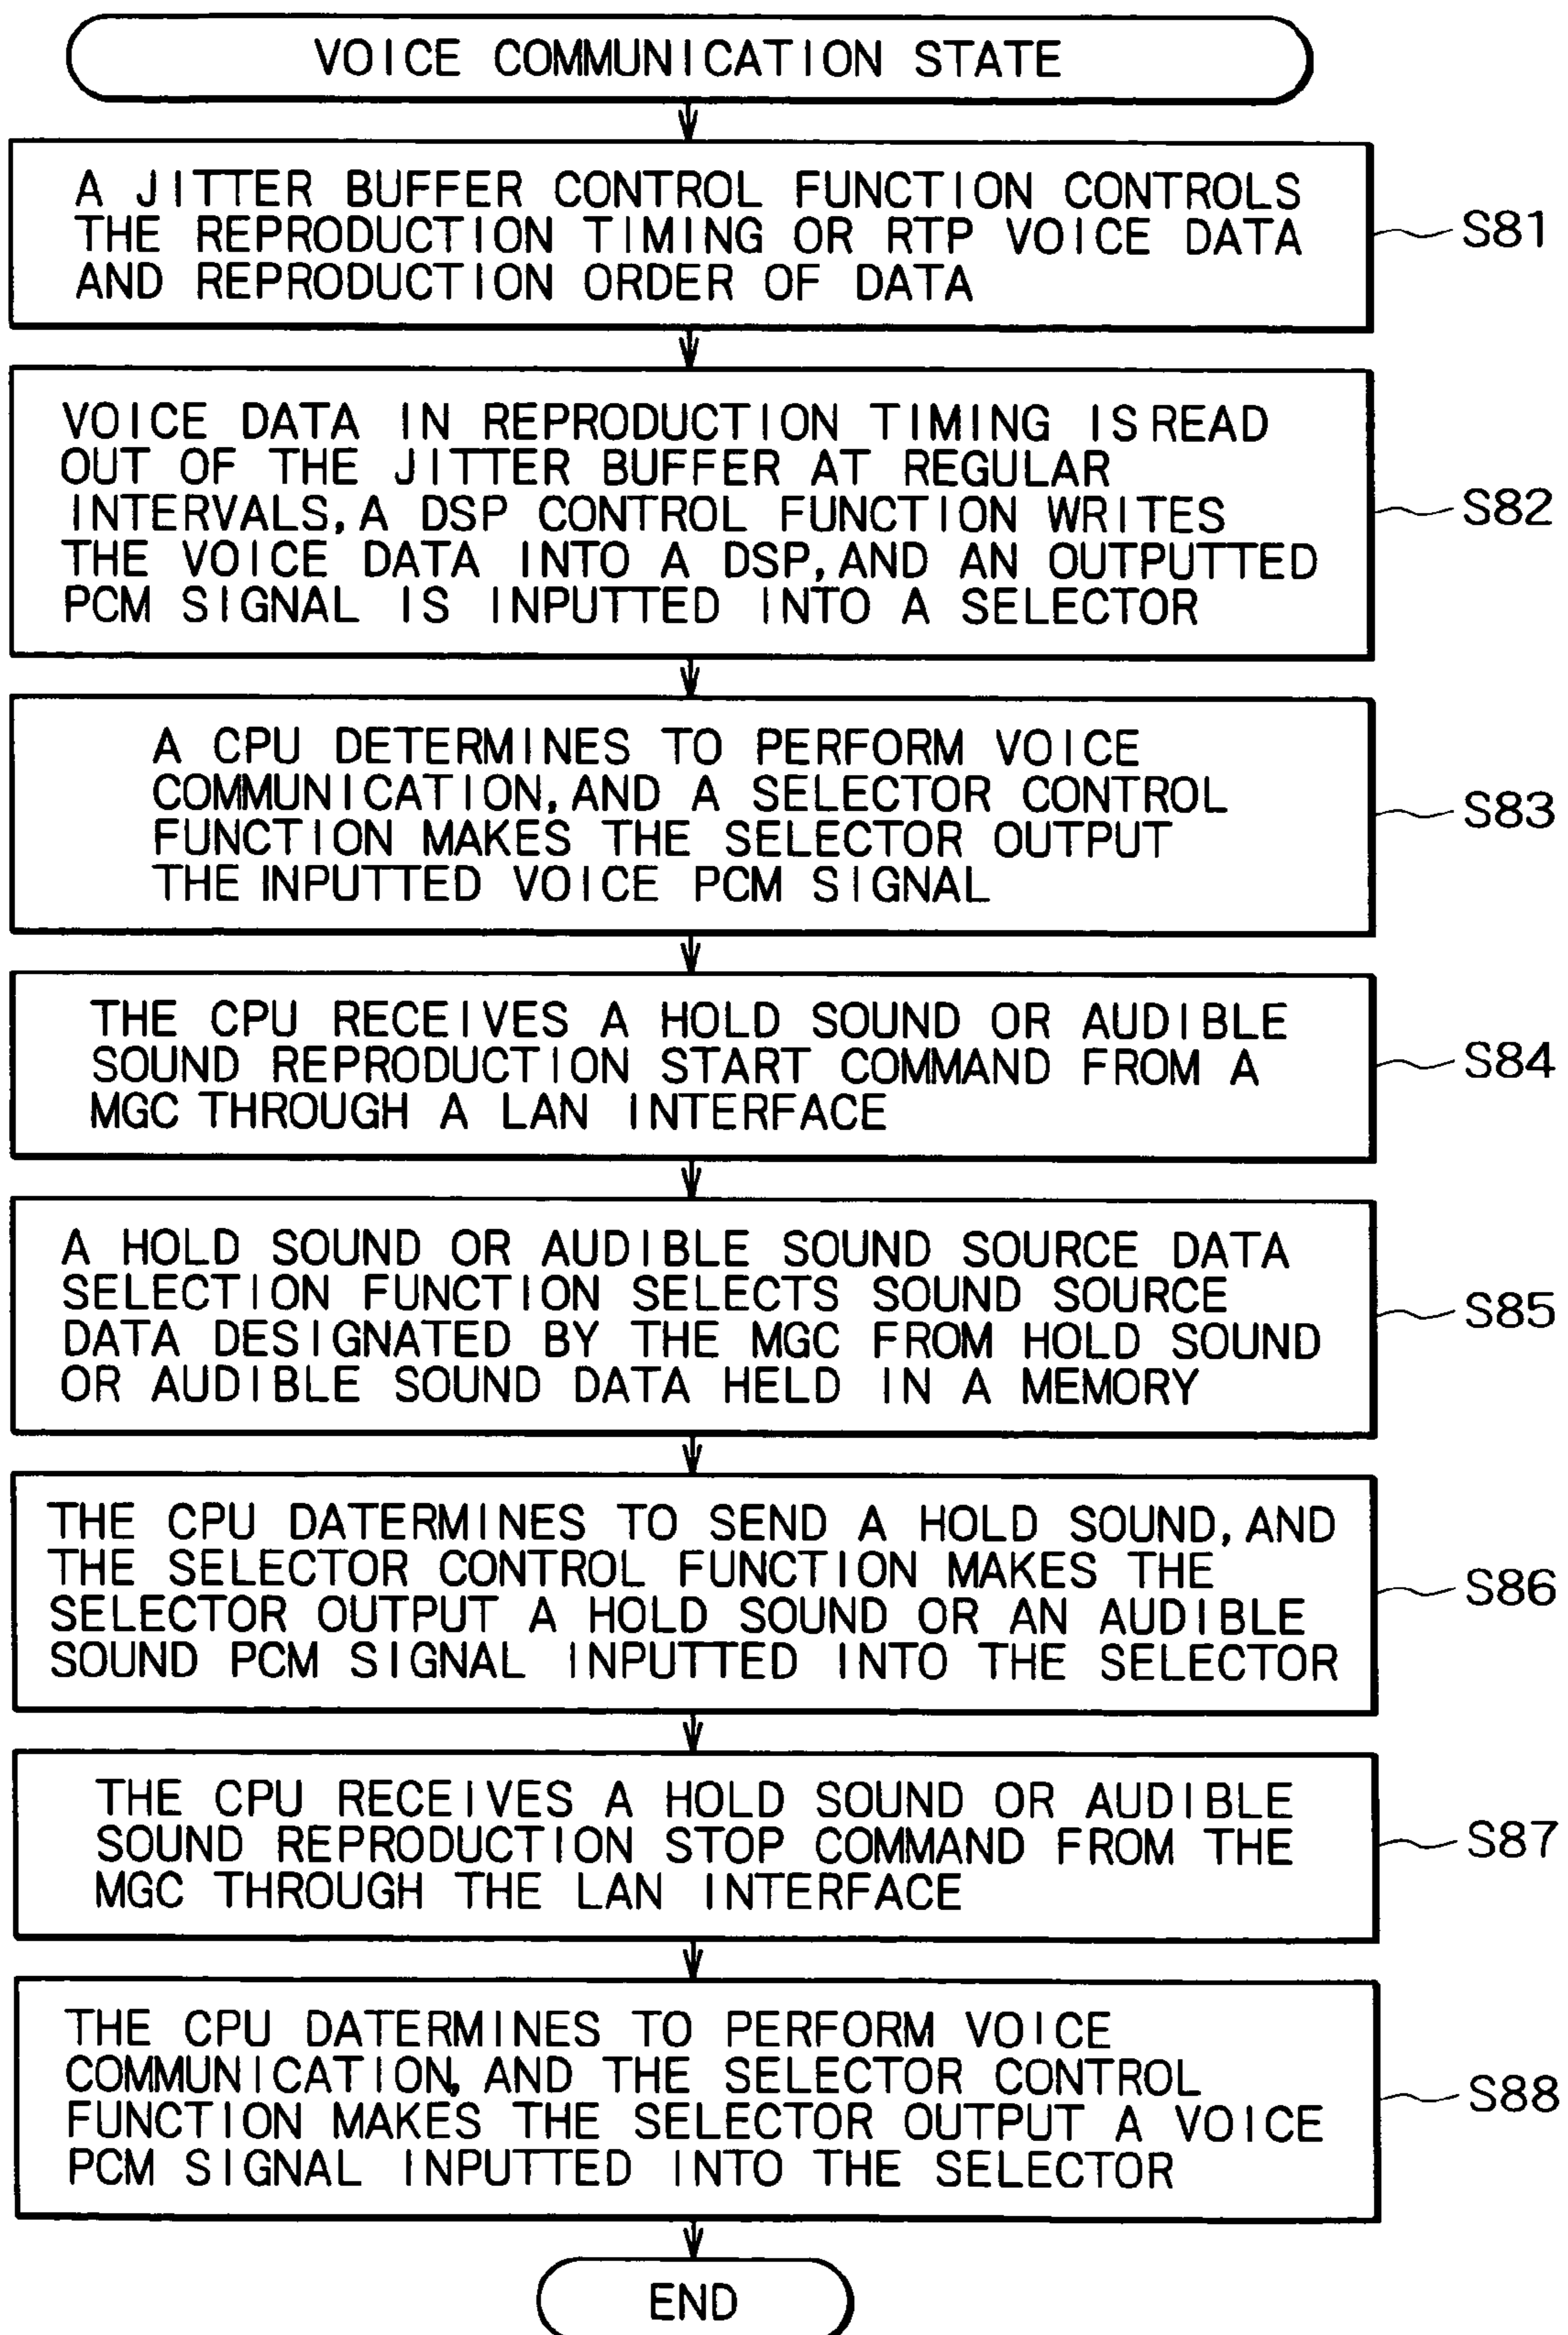 VOICE COMMUNICATION STATE
A JITTER BUFFER CONTROL FUNCTION CONTROLS
THE REPRODUCTION TIMING OR RTP VOICE DATA
AND REPRODUCTION ORDER OF DATA
S81
VOICE DATA IN REPRODUCTION TIMING IS READ
OUT OF THE JITTER BUFFER AT REGULAR
INTERVALS, A DSP CONTROL FUNCTION WRITES
THE VOICE DATA INTO A DSP, AND AN OUTPUTTED
PCM SIGNAL IS INPUTTED INTO A SELECTOR
S82
A CPU DETERMINES TO PERFORM VOICE
COMMUNICATION, AND A SELECTOR CONTROL
FUNCTION MAKES THE SELECTOR OUTPUT
THE INPUTTED VOICE PCM SIGNAL
S83
THE CPU RECEIVES A HOLD SOUND OR AUDIBLE
SOUND REPRODUCTION START COMMAND FROM A
MGC THROUGH A LAN INTERFACE
S84
A HOLD SOUND OR AUDIBLE SOUND SOURCE DATA
SELECTION FUNCTION SELECTS SOUND SOURCE
DATA DESIGNATED BY THE MGC FROM HOLD SOUND
OR AUDIBLE SOUND DATA HELD IN A MEMORY
S85
THE CPU DATERMINES TO SEND A HOLD SOUND, AND
THE SELECTOR CONTROL FUNCTION MAKES THE
SELECTOR OUTPUT A HOLD SOUND OR AN AUDIBLE
SOUND PCM SIGNAL INPUTTED INTO THE SELECTOR
S86
THE CPU RECEIVES A HOLD SOUND OR AUDIBLE
SOUND REPRODUCTION STOP COMMAND FROM THE
MGC THROUGH THE LAN INTERFACE
S87
THE CPU DATERMINES TO PERFORM VOICE
COMMUNICATION, AND THE SELECTOR CONTROL
FUNCTION MAKES THE SELECTOR OUTPUT A VOICE
PCM SIGNAL INPUTTED INTO THE SELECTOR
S88
END